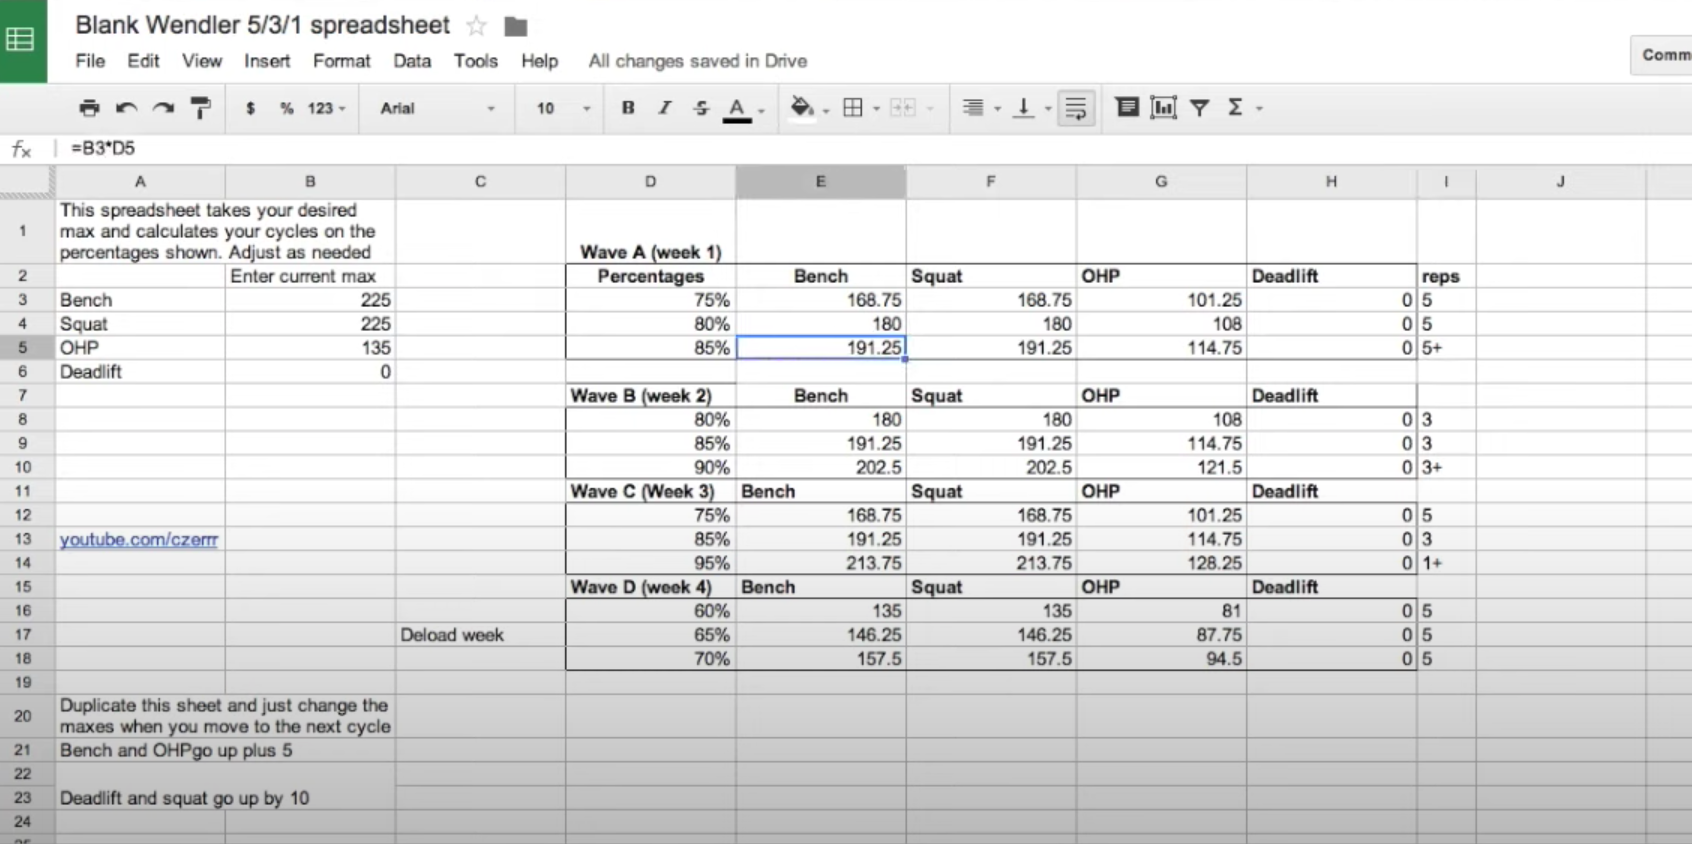 Blank Wendler 5/3/1 spreadsheet
File Edit View Insert Format Data Tools Help All changes saved in Drive
$ % 123 Arial 10 B I S A Σ
fx =B3*D5
A B C D E F G H I J
1 This spreadsheet takes your desired
max and calculates your cycles on the
percentages shown. Adjust as needed Wave A (week 1)
2 Enter current max Percentages Bench Squat OHP Deadlift reps
3 Bench 225 75% 168.75 168.75 101.25 0 5
4 Squat 225 80% 180 180 108 0 5
5 OHP 135 85% 191.25 191.25 114.75 0 5+
6 Deadlift 0
7 Wave B (week 2) Bench Squat OHP Deadlift
8 80% 180 180 108 0 3
9 85% 191.25 191.25 114.75 0 3
10 90% 202.5 202.5 121.5 0 3+
11 Wave C (Week 3) Bench Squat OHP Deadlift
12 75% 168.75 168.75 101.25 0 5
13 youtube.com/czerrr 85% 191.25 191.25 114.75 0 3
14 95% 213.75 213.75 128.25 0 1+
15 Wave D (week 4) Bench Squat OHP Deadlift
16 60% 135 135 81 0 5
17 Deload week 65% 146.25 146.25 87.75 0 5
18 70% 157.5 157.5 94.5 0 5
19
20 Duplicate this sheet and just change the
maxes when you move to the next cycle
21 Bench and OHPgo up plus 5
22
23 Deadlift and squat go up by 10
24